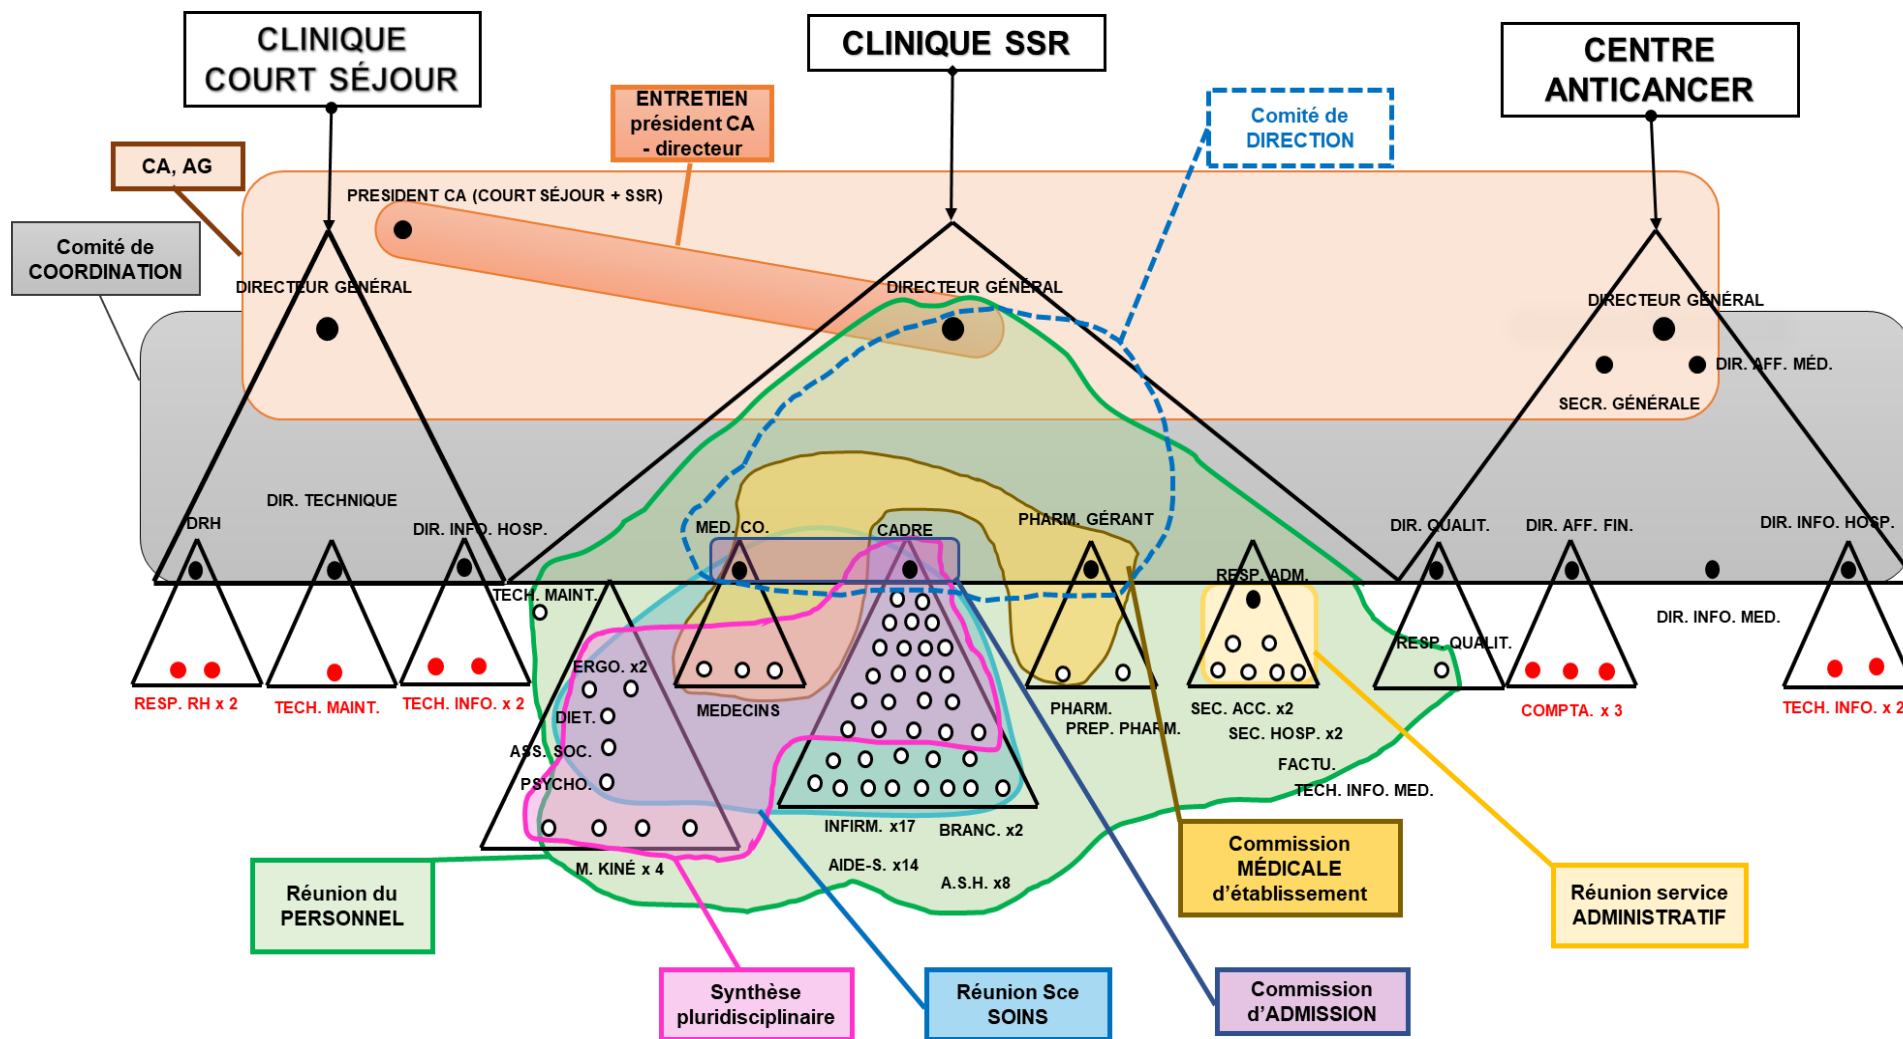 CLINIQUE
COURT SÉJOUR
CLINIQUE SSR
CENTRE
ANTICANCER
ENTRETIEN
président CA
- directeur
Comité de
DIRECTION
CA, AG
PRESIDENT CA (COURT SÉJOUR + SSR)
Comité de
COORDINATION
DIRECTEUR GÉNÉRAL
DIRECTEUR GÉNÉRAL
DIRECTEUR GÉNÉRAL
DIR. AFF. MÉD.
SECR. GÉNÉRALE
DIR. TECHNIQUE
DRH
DIR. INFO. HOSP.
MED. CO.
CADRE
PHARM. GÉRANT
DIR. QUALIT.
DIR. AFF. FIN.
DIR. INFO. HOSP.
RESP. ADM.
TECH. MAINT.
DIR. INFO. MED.
RESP. QUALIT.
ERGO. x2
RESP. RH x 2
TECH. MAINT.
TECH. INFO. x 2
DIET.
MEDECINS
PHARM.
PREP. PHARM.
SEC. ACC. x2
SEC. HOSP. x2
COMPTA. x 3
TECH. INFO. x 2
ASS. SOC.
FACTU.
PSYCHO.
TECH. INFO. MED.
INFIRM. x17
BRANC. x2
M. KINÉ x 4
AIDE-S. x14
A.S.H. x8
Réunion du
PERSONNEL
Commission
MÉDICALE
d’établissement
Réunion service
ADMINISTRATIF
Synthèse
pluridisciplinaire
Réunion Sce
SOINS
Commission
d’ADMISSION